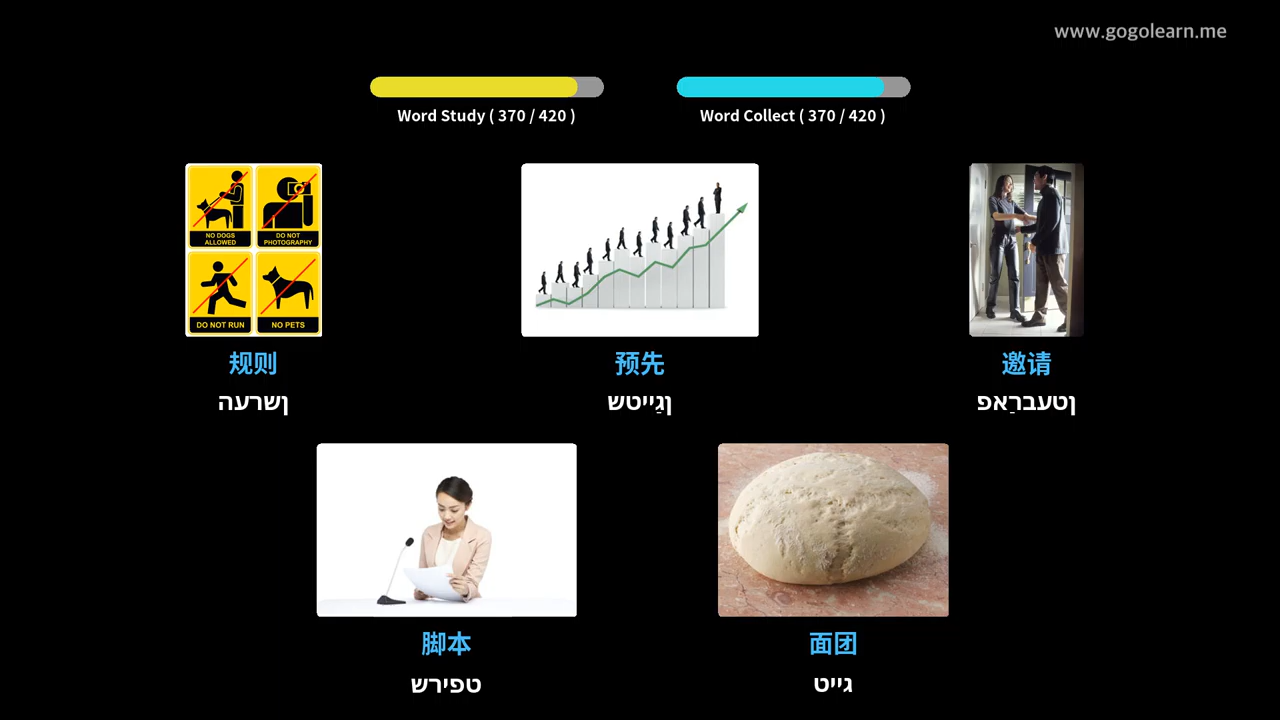 www.gogolearn.me
Word Study ( 370 / 420 )
Word Collect ( 370 / 420 )
NO DOGS
ALLOWED
DO NOT
PHOTOGRAPHY
DO NOT RUN
NO PETS
规则
预先
邀请
ןשרעה
ןגַייטש
ןטעברַאפ
脚本
面团
טפירש
גייט